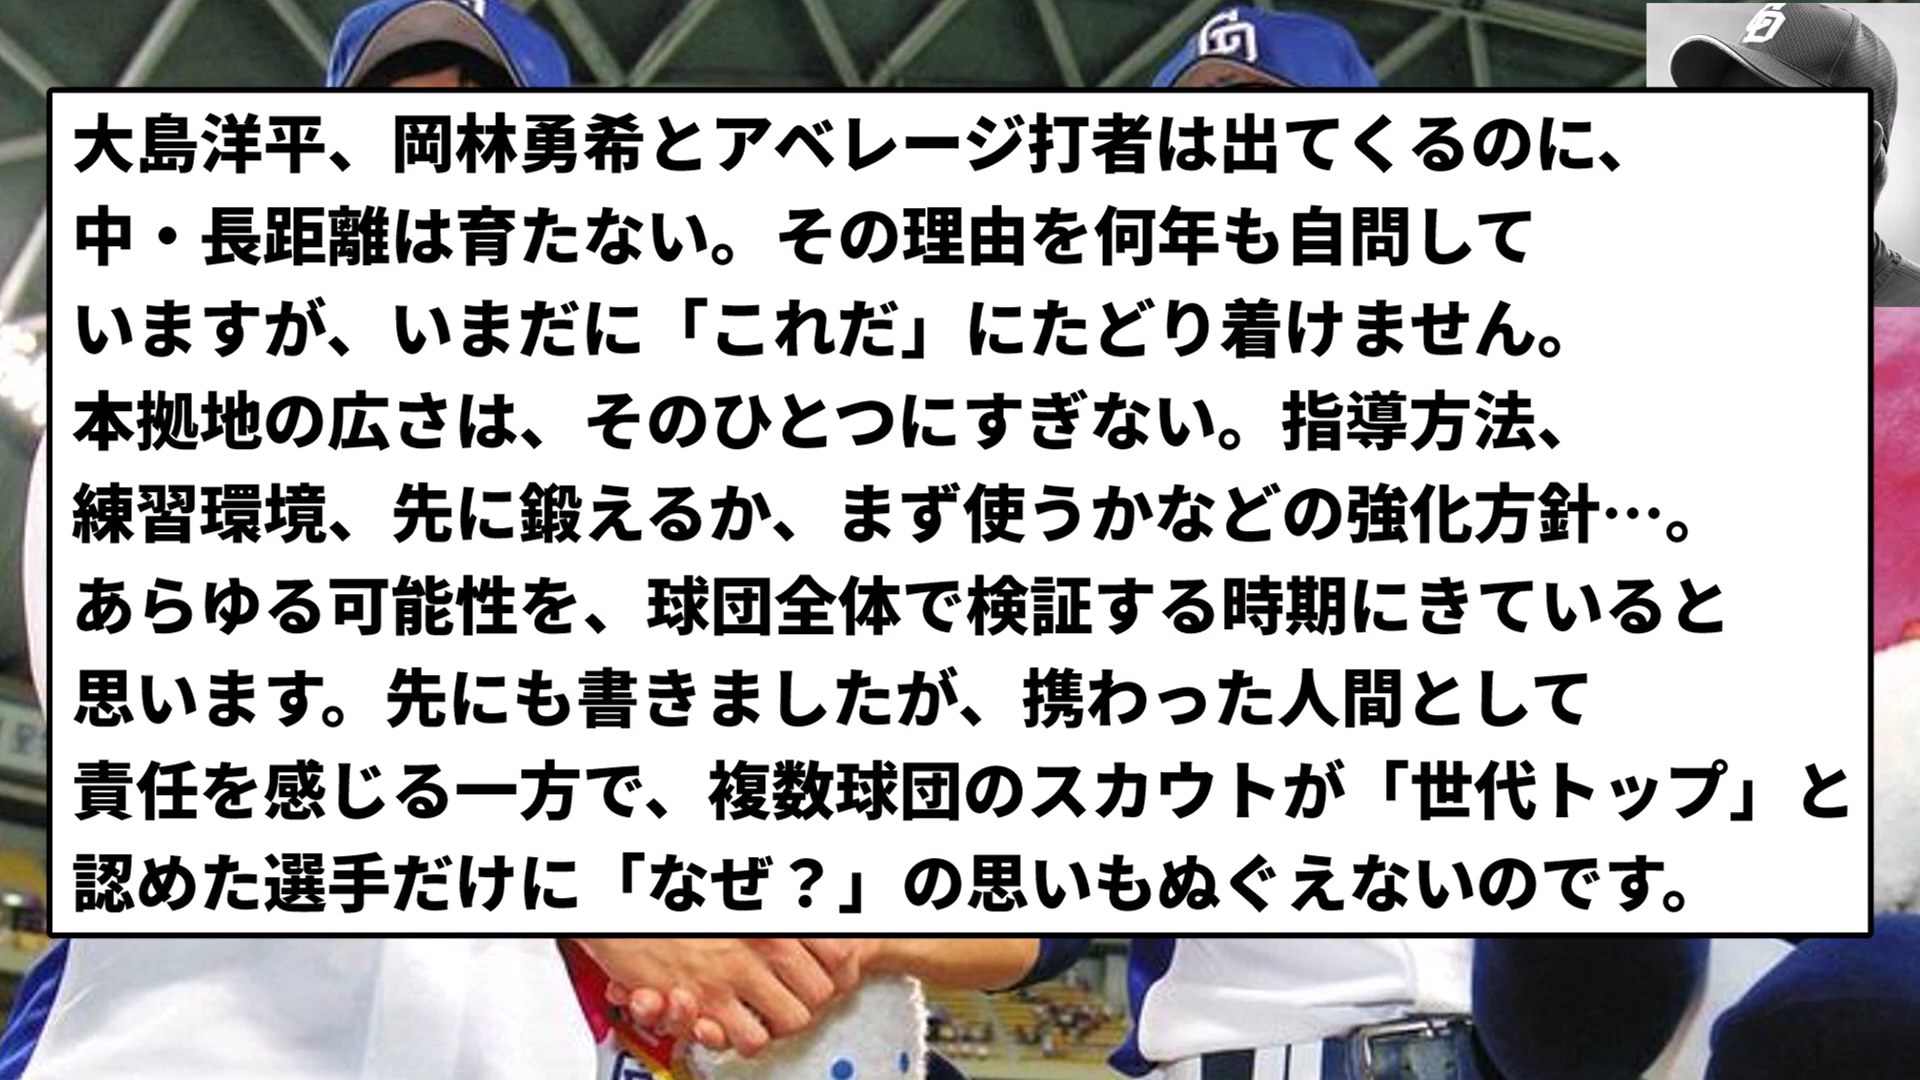 大島洋平、岡林勇希とアベレージ打者は出てくるのに、
中・長距離は育たない。その理由を何年も自問して
いますが、いまだに「これだ」にたどり着けません。
本拠地の広さは、そのひとつにすぎない。指導方法、
練習環境、先に鍛えるか、まず使うかなどの強化方針…。
あらゆる可能性を、球団全体で検証する時期にきていると
思います。先にも書きましたが、携わった人間として
責任を感じる一方で、複数球団のスカウトが「世代トップ」と
認めた選手だけに「なぜ？」の思いもぬぐえないのです。